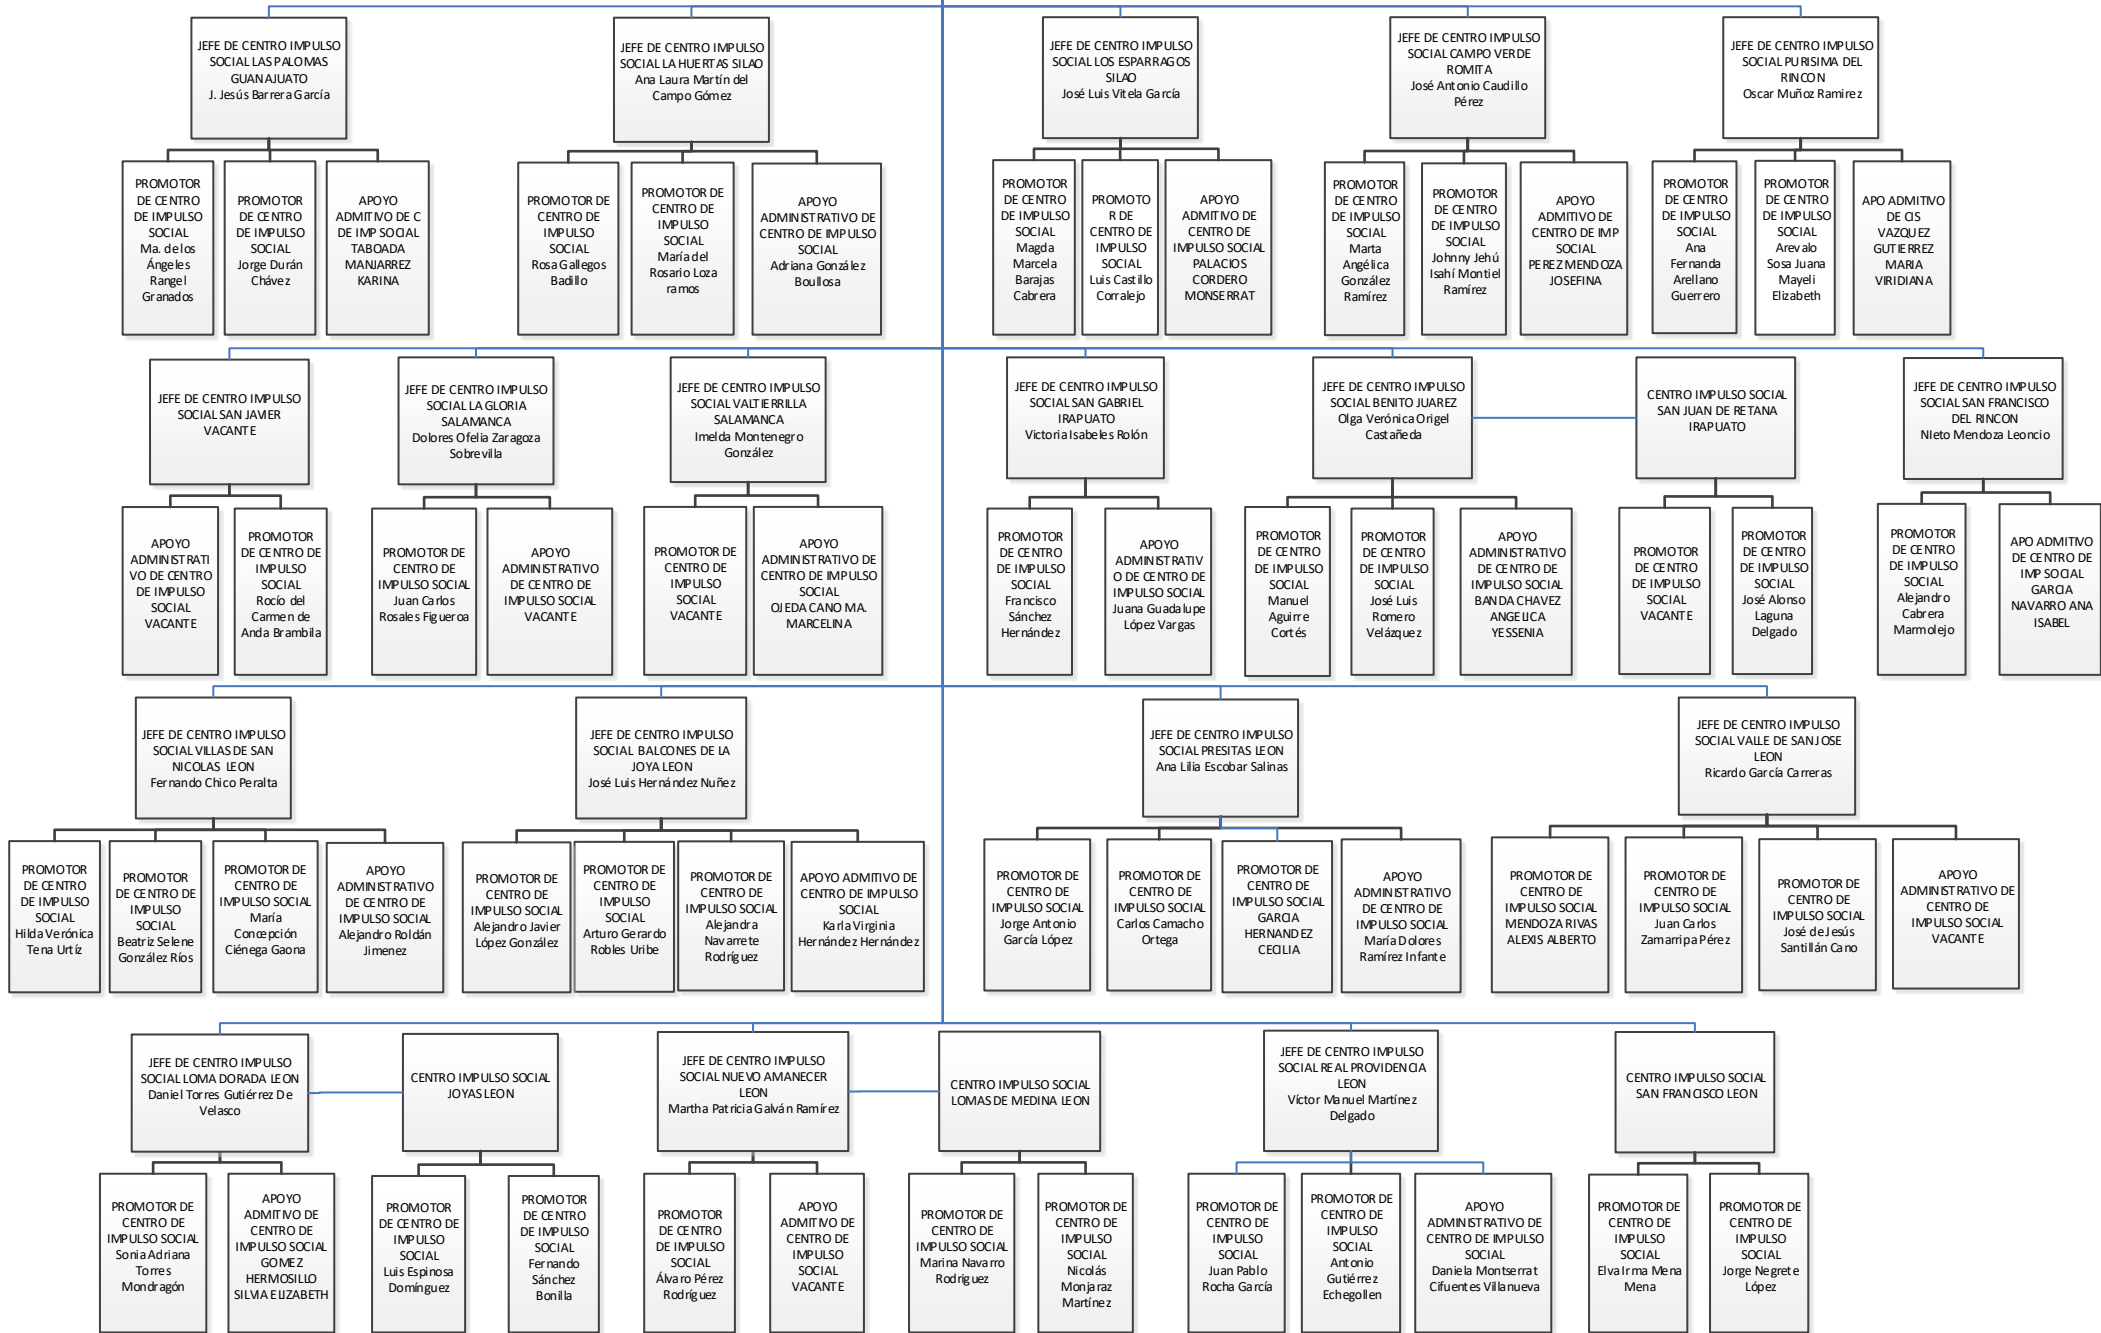 JEFE DE CENTRO IMPULSO
SOCIAL LAS PALOMAS
GUANAJUATO
J. Jesús Barrera García
JEFE DE CENTRO IMPULSO
SOCIAL LA HUERTAS SILAO
Ana Laura Martín del
Campo Gómez
JEFE DE CENTRO IMPULSO
SOCIAL LOS ESPARRAGOS
SILAO
José Luis Vitela García
JEFE DE CENTRO IMPULSO
SOCIAL CAMPO VERDE
ROMITA
José Antonio Caudillo
Pérez
JEFE DE CENTRO IMPULSO
SOCIAL PURISIMA DEL
RINCON
Oscar Muñoz Ramirez
PROMOTOR
DE CENTRO
DE IMPULSO
SOCIAL
Ma. de los
Ángeles
Rangel
Granados
PROMOTOR
DE CENTRO
DE IMPULSO
SOCIAL
Jorge Durán
Chávez
APOYO
ADMITIVO DE C
DE IMP SOCIAL
TABOADA
MANJARREZ
KARINA
PROMOTOR DE
CENTRO DE
IMPULSO
SOCIAL
Rosa Gallegos
Badillo
PROMOTOR DE
CENTRO DE
IMPULSO
SOCIAL
María del
Rosario Loza
ramos
APOYO
ADMINISTRATIVO DE
CENTRO DE IMPULSO
SOCIAL
Adriana González
Boullosa
PROMOTOR
DE CENTRO
DE IMPULSO
SOCIAL
Magda
Marcela
Barajas
Cabrera
PROMOTO
R DE
CENTRO DE
IMPULSO
SOCIAL
Luis Castillo
Corralejo
APOYO
ADMITIVO DE
CENTRO DE
IMPULSO SOCIAL
PALACIOS
CORDERO
MONSERRAT
PROMOTOR
DE CENTRO
DE IMPULSO
SOCIAL
Marta
Angélica
González
Ramírez
PROMOTOR
DE CENTRO
DE IMPULSO
SOCIAL
Johnny Jehú
Isahí Montiel
Ramírez
APOYO
ADMITIVO DE
CENTRO DE IMP
SOCIAL
PEREZ MENDOZA
JOSEFINA
PROMOTOR
DE CENTRO
DE IMPULSO
SOCIAL
Ana
Fernanda
Arellano
Guerrero
PROMOTOR
DE CENTRO
DE IMPULSO
SOCIAL
Arevalo
Sosa Juana
Mayeli
Elizabeth
APO ADMITIVO
DE CIS
VAZQUEZ
GUTIERREZ
MARIA
VIRIDIANA
JEFE DE CENTRO IMPULSO
SOCIAL SAN JAVIER
VACANTE
JEFE DE CENTRO IMPULSO
SOCIAL LA GLORIA
SALAMANCA
Dolores Ofelia Zaragoza
Sobrevilla
JEFE DE CENTRO IMPULSO
SOCIAL VALTIERRILLA
SALAMANCA
Imelda Montenegro
González
JEFE DE CENTRO IMPULSO
SOCIAL SAN GABRIEL
IRAPUATO
Victoria Isabeles Rolón
JEFE DE CENTRO IMPULSO
SOCIAL BENITO JUAREZ
Olga Verónica Origel
Castañeda
CENTRO IMPULSO SOCIAL
SAN JUAN DE RETANA
IRAPUATO
JEFE DE CENTRO IMPULSO
SOCIAL SAN FRANCISCO
DEL RINCON
NIeto Mendoza Leoncio
APOYO
ADMINISTRATI
VO DE CENTRO
DE IMPULSO
SOCIAL
VACANTE
PROMOTOR
DE CENTRO DE
IMPULSO
SOCIAL
Rocío del
Carmen de
Anda Brambila
PROMOTOR DE
CENTRO DE
IMPULSO SOCIAL
Juan Carlos
Rosales Figueroa
APOYO
ADMINISTRATIVO
DE CENTRO DE
IMPULSO SOCIAL
VACANTE
PROMOTOR DE
CENTRO DE
IMPULSO
SOCIAL
VACANTE
APOYO
ADMINISTRATIVO DE
CENTRO DE IMPULSO
SOCIAL
OJEDA CANO MA.
MARCELINA
PROMOTOR
DE CENTRO
DE IMPULSO
SOCIAL
Francisco
Sánchez
Hernández
APOYO
ADMINISTRATIV
O DE CENTRO DE
IMPULSO SOCIAL
Juana Guadalupe
López Vargas
PROMOTOR
DE CENTRO
DE IMPULSO
SOCIAL
Manuel
Aguirre
Cortés
PROMOTOR
DE CENTRO
DE IMPULSO
SOCIAL
José Luis
Romero
Velázquez
APOYO
ADMINISTRATIVO
DE CENTRO DE
IMPULSO SOCIAL
BANDA CHAVEZ
ANGELICA
YESSENIA
PROMOTOR
DE CENTRO
DE IMPULSO
SOCIAL
VACANTE
PROMOTOR
DE CENTRO
DE IMPULSO
SOCIAL
José Alonso
Laguna
Delgado
PROMOTOR
DE CENTRO
DE IMPULSO
SOCIAL
Alejandro
Cabrera
Marmolejo
APO ADMITIVO
DE CENTRO DE
IMP SOCIAL
GARCIA
NAVARRO ANA
ISABEL
JEFE DE CENTRO IMPULSO
SOCIAL VILLAS DE SAN
NICOLAS LEON
Fernando Chico Peralta
JEFE DE CENTRO IMPULSO
SOCIAL BALCONES DE LA
JOYA LEON
José Luis Hernández Nuñez
JEFE DE CENTRO IMPULSO
SOCIAL PRESITAS LEON
Ana Lilia Escobar Salinas
JEFE DE CENTRO IMPULSO
SOCIAL VALLE DE SAN JOSE
LEON
Ricardo García Carreras
PROMOTOR
DE CENTRO
DE IMPULSO
SOCIAL
Hilda Verónica
Tena Urtíz
PROMOTOR
DE CENTRO DE
IMPULSO
SOCIAL
Beatriz Selene
González Ríos
PROMOTOR DE
CENTRO DE
IMPULSO SOCIAL
María
Concepción
Ciénega Gaona
APOYO
ADMINISTRATIVO
DE CENTRO DE
IMPULSO SOCIAL
Alejandro Roldán
Jimenez
PROMOTOR DE
CENTRO DE
IMPULSO SOCIAL
Alejandro Javier
López González
PROMOTOR DE
CENTRO DE
IMPULSO
SOCIAL
Arturo Gerardo
Robles Uribe
PROMOTOR DE
CENTRO DE
IMPULSO SOCIAL
Alejandra
Navarrete
Rodríguez
APOYO ADMITIVO DE
CENTRO DE IMPULSO
SOCIAL
Karla Virginia
Hernández Hernández
PROMOTOR DE
CENTRO DE
IMPULSO SOCIAL
Jorge Antonio
García López
PROMOTOR DE
CENTRO DE
IMPULSO SOCIAL
Carlos Camacho
Ortega
PROMOTOR DE
CENTRO DE
IMPULSO SOCIAL
GARCIA
HERNANDEZ
CECILIA
APOYO
ADMINISTRATIVO
DE CENTRO DE
IMPULSO SOCIAL
María Dolores
Ramírez Infante
PROMOTOR DE
CENTRO DE
IMPULSO SOCIAL
MENDOZA RIVAS
ALEXIS ALBERTO
PROMOTOR DE
CENTRO DE
IMPULSO SOCIAL
Juan Carlos
Zamarripa Pérez
PROMOTOR DE
CENTRO DE
IMPULSO SOCIAL
José de Jesús
Santillán Cano
APOYO
ADMINISTRATIVO DE
CENTRO DE
IMPULSO SOCIAL
VACANTE
JEFE DE CENTRO IMPULSO
SOCIAL LOMA DORADA LEON
Daniel Torres Gutiérrez De
Velasco
CENTRO IMPULSO SOCIAL
JOYAS LEON
JEFE DE CENTRO IMPULSO
SOCIAL NUEVO AMANECER
LEON
Martha Patricia Galván Ramírez
CENTRO IMPULSO SOCIAL
LOMAS DE MEDINA LEON
JEFE DE CENTRO IMPULSO
SOCIAL REAL PROVIDENCIA
LEON
Víctor Manuel Martínez
Delgado
CENTRO IMPULSO SOCIAL
SAN FRANCISCO LEON
PROMOTOR DE
CENTRO DE
IMPULSO SOCIAL
Sonia Adriana
Torres
Mondragón
APOYO
ADMITIVO DE
CENTRO DE
IMPULSO SOCIAL
GOMEZ
HERMOSILLO
SILVIA ELIZABETH
PROMOTOR
DE CENTRO DE
IMPULSO
SOCIAL
Luis Espinosa
Domínguez
PROMOTOR
DE CENTRO
DE IMPULSO
SOCIAL
Fernando
Sánchez
Bonilla
PROMOTOR
DE CENTRO
DE IMPULSO
SOCIAL
Álvaro Pérez
Rodríguez
APOYO
ADMITIVO DE
CENTRO DE
IMPULSO
SOCIAL
VACANTE
PROMOTOR DE
CENTRO DE
IMPULSO SOCIAL
Marina Navarro
Rodriguez
PROMOTOR DE
CENTRO DE
IMPULSO
SOCIAL
Nicolás
Monjaraz
Martínez
PROMOTOR DE
CENTRO DE
IMPULSO
SOCIAL
Juan Pablo
Rocha García
PROMOTOR DE
CENTRO DE
IMPULSO
SOCIAL
Antonio
Gutiérrez
Echegollen
APOYO
ADMINISTRATIVO DE
CENTRO DE IMPULSO
SOCIAL
Daniela Montserrat
Cifuentes Villanueva
PROMOTOR DE
CENTRO DE
IMPULSO
SOCIAL
Elva Irma Mena
Mena
PROMOTOR DE
CENTRO DE
IMPULSO
SOCIAL
Jorge Negrete
López